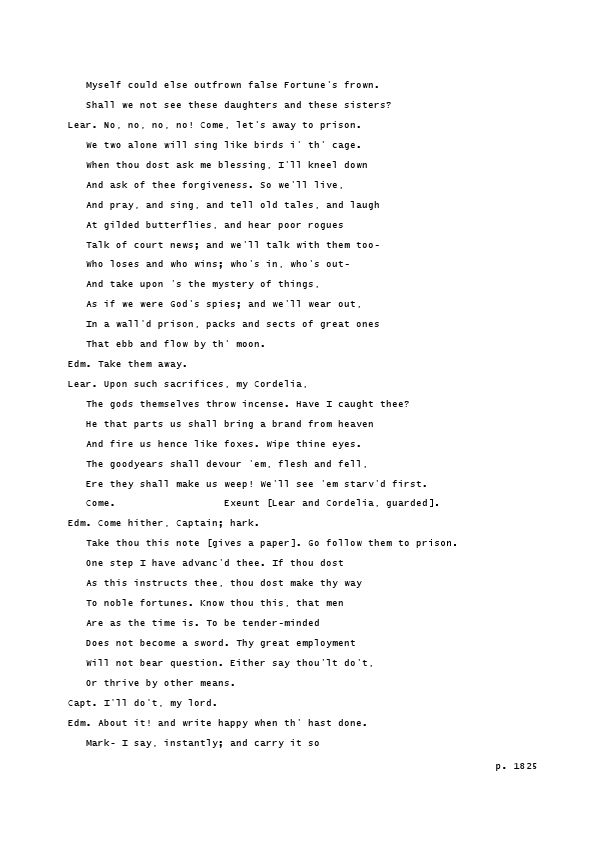 Myself could else outfrown false Fortune's frown.
Shall we not see these daughters and these sisters?
Lear. No, no, no, no! Come, let's away to prison.
We two alone will sing like birds i' th' cage.
When thou dost ask me blessing, I'll kneel down
And ask of thee forgiveness. So we'll live,
And pray, and sing, and tell old tales, and laugh
At gilded butterflies, and hear poor rogues
Talk of court news; and we'll talk with them too-
Who loses and who wins; who's in, who's out-
And take upon 's the mystery of things,
As if we were God's spies; and we'll wear out,
In a wall'd prison, packs and sects of great ones
That ebb and flow by th' moon.
Edm. Take them away.
Lear. Upon such sacrifices, my Cordelia,
The gods themselves throw incense. Have I caught thee?
He that parts us shall bring a brand from heaven
And fire us hence like foxes. Wipe thine eyes.
The goodyears shall devour 'em, flesh and fell,
Ere they shall make us weep! We'll see 'em starv'd first.
Come. Exeunt [Lear and Cordelia, guarded].
Edm. Come hither, Captain; hark.
Take thou this note [gives a paper]. Go follow them to prison.
One step I have advanc'd thee. If thou dost
As this instructs thee, thou dost make thy way
To noble fortunes. Know thou this, that men
Are as the time is. To be tender-minded
Does not become a sword. Thy great employment
Will not bear question. Either say thou'lt do't,
Or thrive by other means.
Capt. I'll do't, my lord.
Edm. About it! and write happy when th' hast done.
Mark- I say, instantly; and carry it so
p. 1825